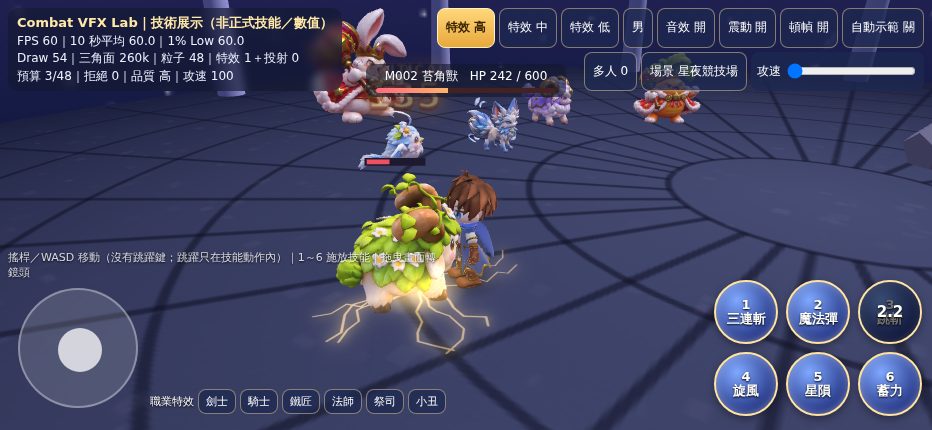 Combat VFX Lab｜技術展示（非正式技能／數值）
FPS 60｜10 秒平均 60.0｜1% Low 60.0
Draw 54｜三角面 260k｜粒子 48｜特效 1＋投射 0
預算 3/48｜拒絕 0｜品質 高｜攻速 100
特效 高
特效 中
特效 低
男
音效 開
震動 開
頓幀 開
自動示範 關
多人 0
場景 星夜競技場
攻速
M002 苔角獸 HP 242 / 600
搖桿／WASD 移動（沒有跳躍鍵；跳躍只在技能動作內）｜1～6 施放技能｜拖曳畫面轉
鏡頭
1
三連斬
2
魔法彈
2.2
4
旋風
5
星隕
6
蓄力
職業特效
劍士
騎士
鐵匠
法師
祭司
小丑